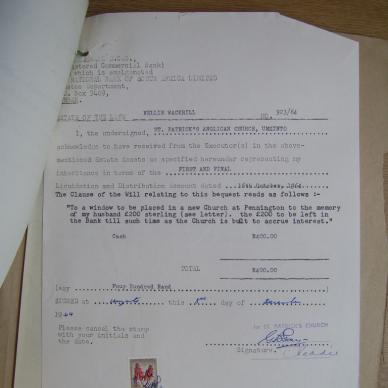 registered Commercial Bank)
which is amalgamated
NATIONAL BANK OF SOUTH AFRICA LIMITED
Trustee Department,
P.O. Box 3409,
ESTATE OF THE LATE NELLIE WACKRILL NO. 923/64
I, the undersigned, ST. PATRICK'S ANGLICAN CHURCH, UMZINTO
acknowledge to have received from the Executor(s) in the above-
mentioned Estate Assets as specified hereunder representing my
inheritance in terms of the FIRST AND FINAL
Liquidation and Distribution Account dated 16th October, 1964
The Clause of the Will relating to this bequest reads as follows :-
"To a window to be placed in a new Church at Pennington to the memory
of my husband £200 sterling (see letter). the £200 to be left in
the Bank till such time as the Church is built to accrue interest."
Cash R400.00
TOTAL R400.00
(say Four Hundred Rand
SIGNED at this day of
1964
for ST. PATRICK'S CHURCH
Please cancel the stamp
with your initials and
the date.
Signature.